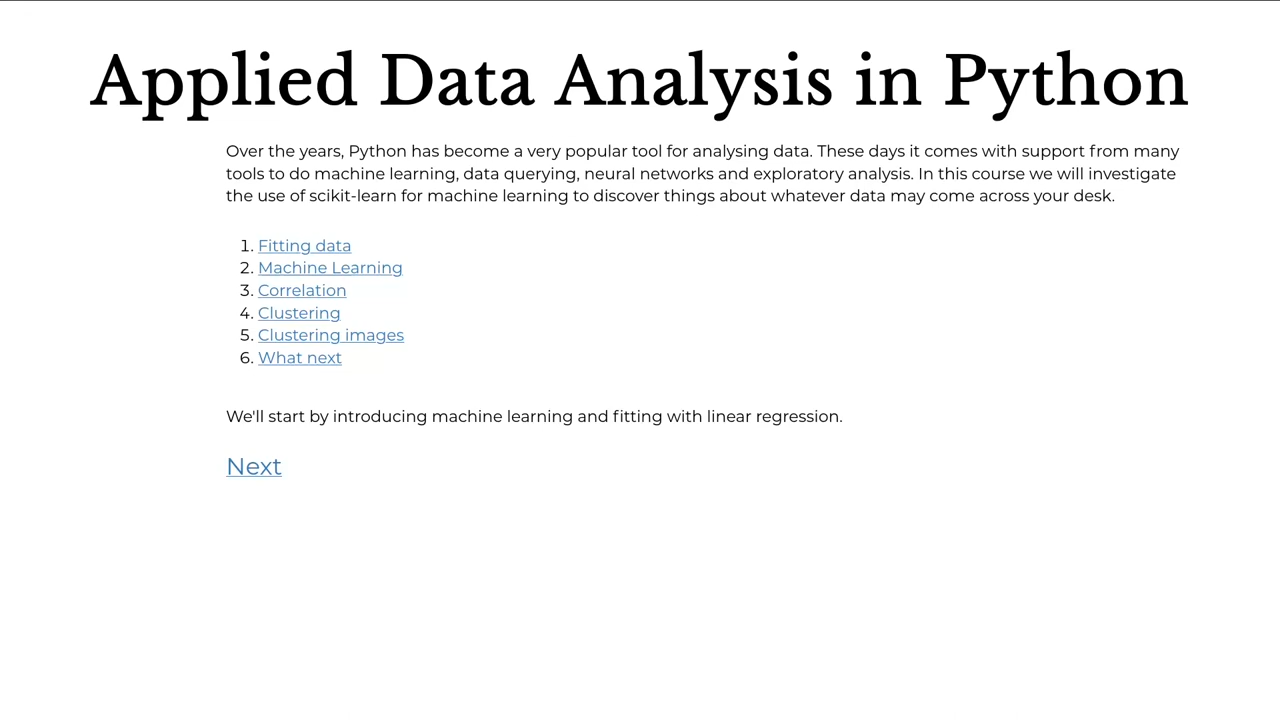 Applied Data Analysis in Python
Over the years, Python has become a very popular tool for analysing data. These days it comes with support from many
tools to do machine learning, data querying, neural networks and exploratory analysis. In this course we will investigate
the use of scikit-learn for machine learning to discover things about whatever data may come across your desk.
1. Fitting data
2. Machine Learning
3. Correlation
4. Clustering
5. Clustering images
6. What next
We'll start by introducing machine learning and fitting with linear regression.
Next